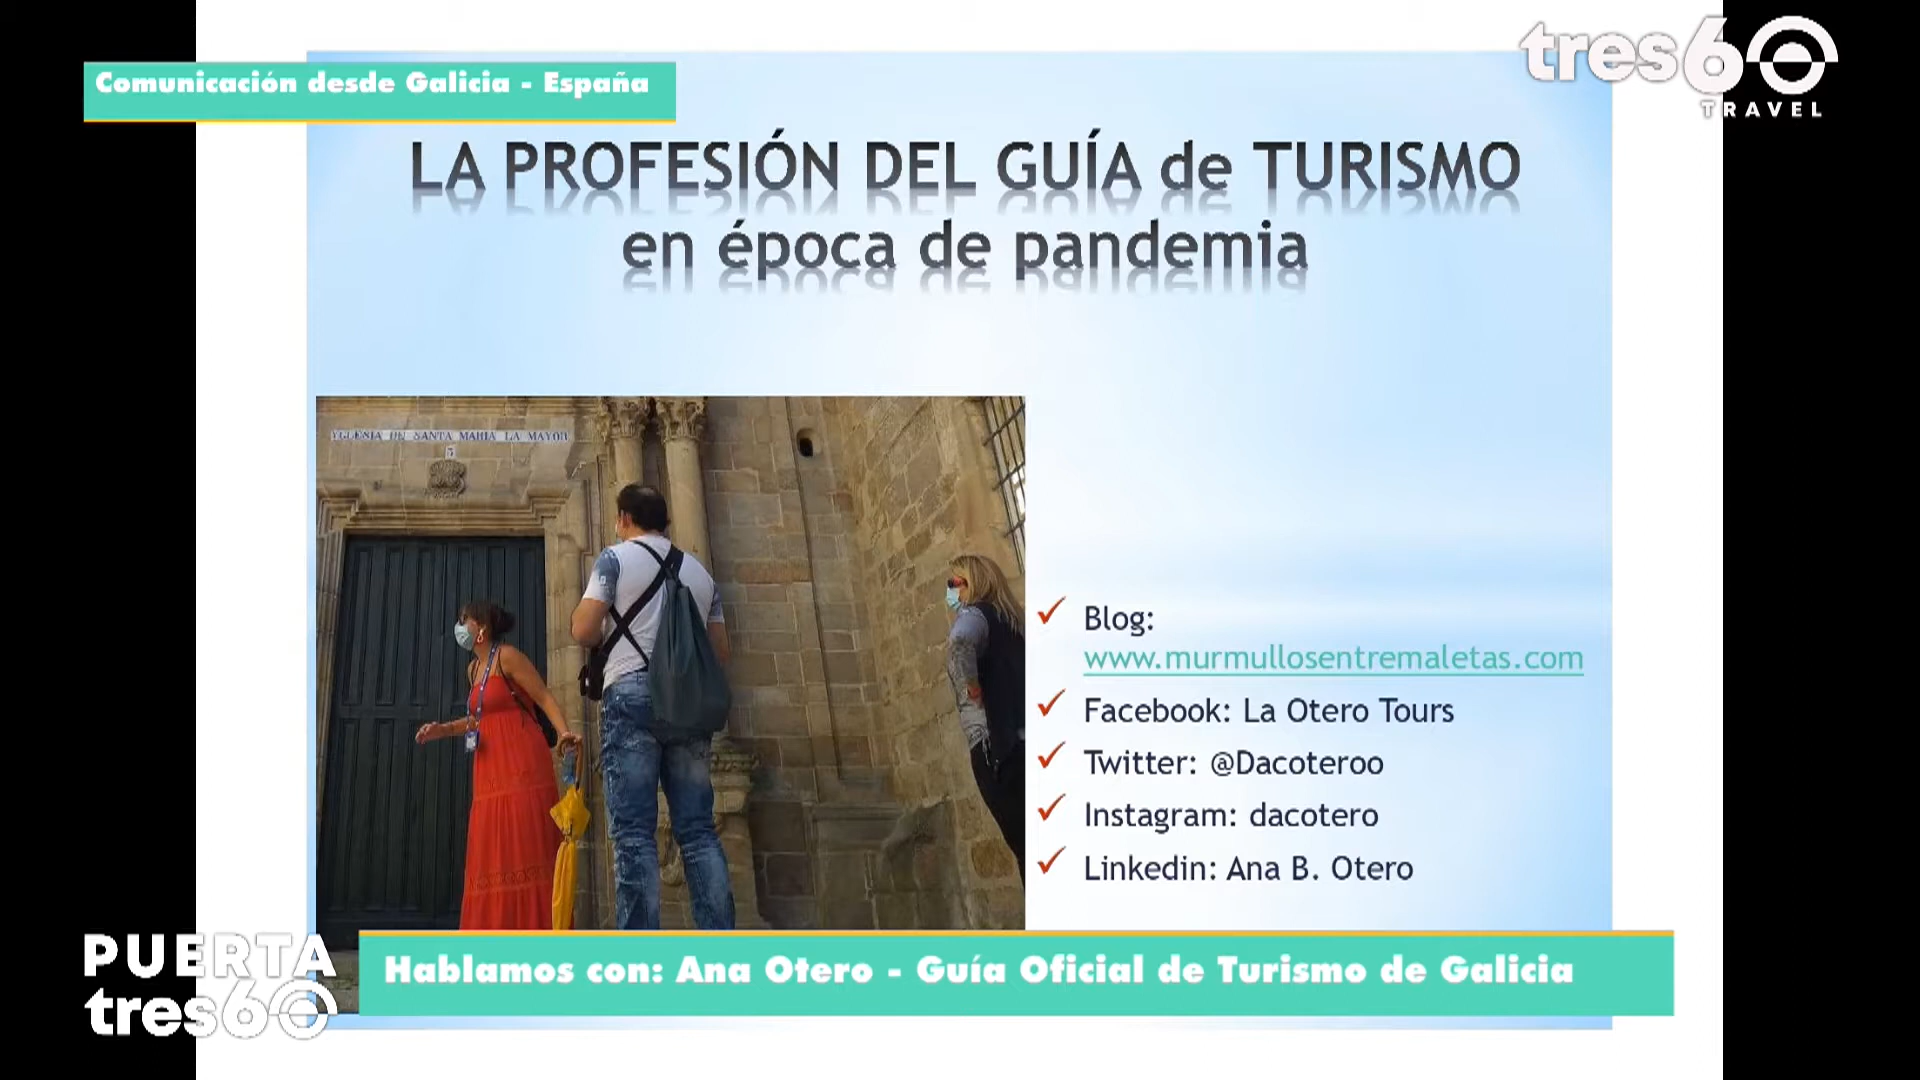 tres60
TRAVEL
Comunicación desde Galicia - España
LA PROFESIÓN DEL GUÍA de TURISMO
en época de pandemia
YGLESIA DE SANTA MARIA LA MAYOR
3
Blog:
www.murmullosentremaletas.com
Facebook: La Otero Tours
Twitter: @Dacoteroo
Instagram: dacotero
Linkedin: Ana B. Otero
PUERTA
tres60
Hablamos con: Ana Otero - Guía Oficial de Turismo de Galicia